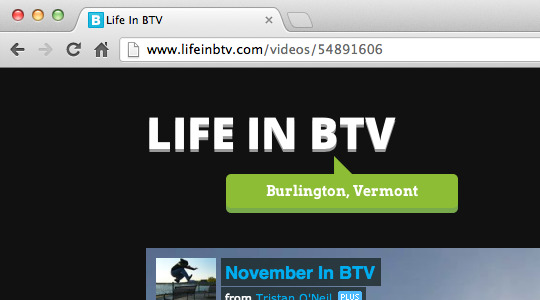 Life In BTV
www.lifeinbtv.com/videos/54891606
LIFE IN BTV
Burlington, Vermont
November In BTV
from Tristan O'Neil PLUS